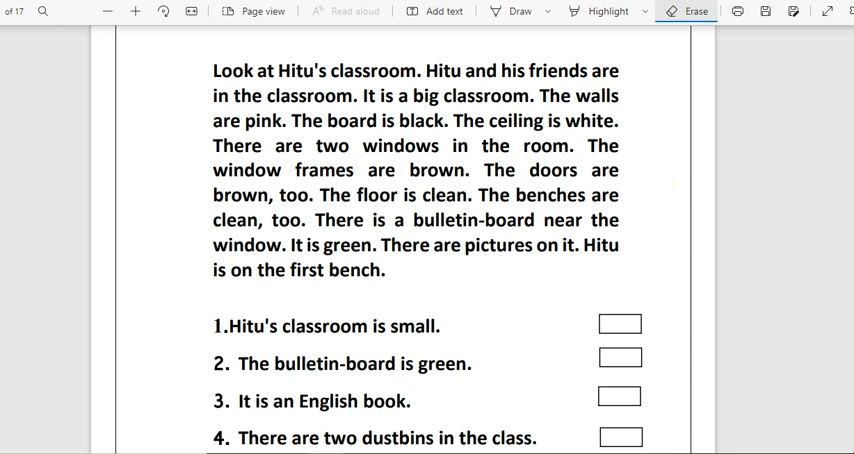 of 17 Page view Read aloud Add text Draw Highlight Erase
Look at Hitu's classroom. Hitu and his friends are
in the classroom. It is a big classroom. The walls
are pink. The board is black. The ceiling is white.
There are two windows in the room. The
window frames are brown. The doors are
brown, too. The floor is clean. The benches are
clean, too. There is a bulletin-board near the
window. It is green. There are pictures on it. Hitu
is on the first bench.
1.Hitu's classroom is small.
2. The bulletin-board is green.
3. It is an English book.
4. There are two dustbins in the class.